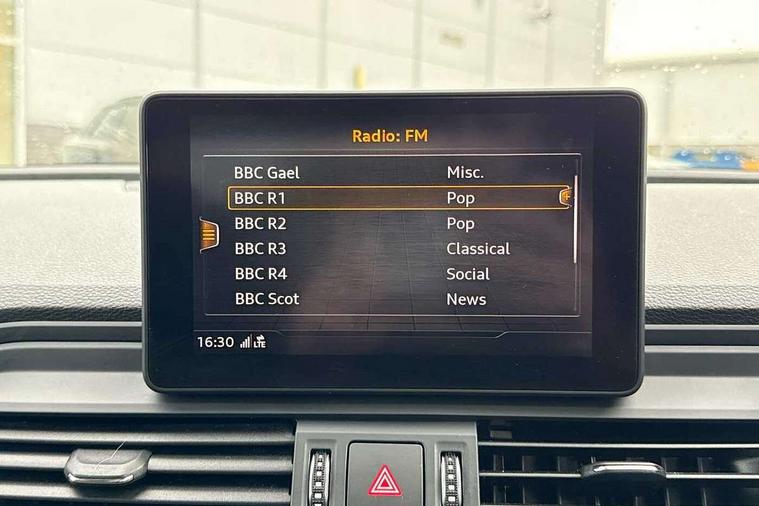 Radio: FM
BBC Gael Misc.
BBC R1 Pop
BBC R2 Pop
BBC R3 Classical
BBC R4 Social
BBC Scot News
16:30 LTE